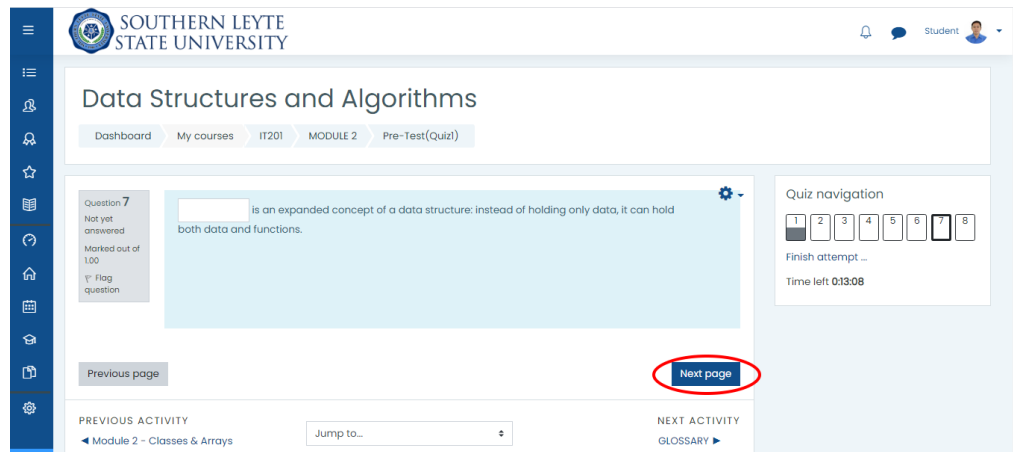 SOUTHERN LEYTE
STATE UNIVERSITY
Student
Data Structures and Algorithms
Dashboard My courses IT201 MODULE 2 Pre-Test(Quiz1)
Question 7
Not yet
answered
Marked out of
1.00
Flag
question
is an expanded concept of a data structure: instead of holding only data, it can hold
both data and functions.
Quiz navigation
1 2 3 4 5 6 7 8
Finish attempt ...
Time left 0:13:08
Previous page
Next page
PREVIOUS ACTIVITY
◄ Module 2 - Classes & Arrays
Jump to...
NEXT ACTIVITY
GLOSSARY ►